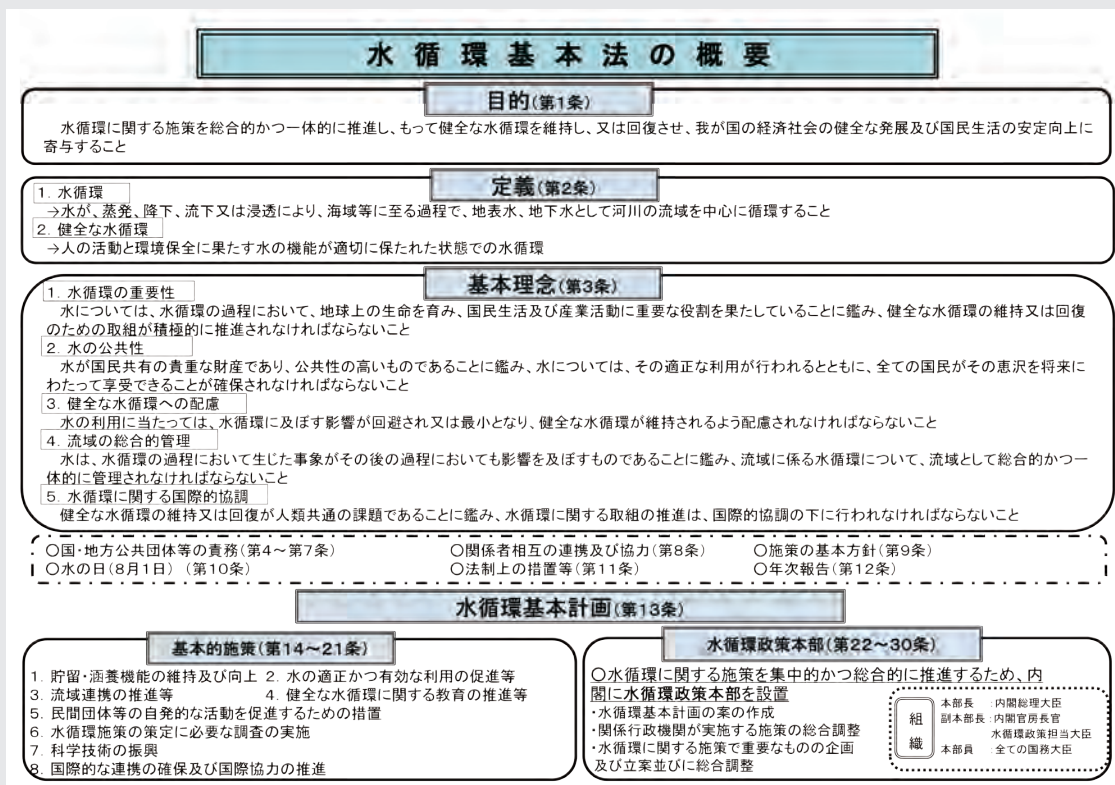 水循環基本法の概要
目的(第1条)
水循環に関する施策を総合的かつ一体的に推進し、もって健全な水循環を維持し、又は回復させ、我が国の経済社会の健全な発展及び国民生活の安定向上に
寄与すること
定義(第2条)
1. 水循環
→水が、蒸発、降下、流下又は浸透により、海域等に至る過程で、地表水、地下水として河川の流域を中心に循環すること
2. 健全な水循環
→人の活動と環境保全に果たす水の機能が適切に保たれた状態での水循環
基本理念(第3条)
1. 水循環の重要性
水については、水循環の過程において、地球上の生命を育み、国民生活及び産業活動に重要な役割を果たしていることに鑑み、健全な水循環の維持又は回復
のための取組が積極的に推進されなければならないこと
2. 水の公共性
水が国民共有の貴重な財産であり、公共性の高いものであることに鑑み、水については、その適正な利用が行われるとともに、全ての国民がその恵沢を将来に
わたって享受できることが確保されなければならないこと
3. 健全な水循環への配慮
水の利用に当たっては、水循環に及ぼす影響が回避され又は最小となり、健全な水循環が維持されるよう配慮されなければならないこと
4. 流域の総合的管理
水は、水循環の過程において生じた事象がその後の過程においても影響を及ぼすものであることに鑑み、流域に係る水循環について、流域として総合的かつ一
体的に管理されなければならないこと
5. 水循環に関する国際的協調
健全な水循環の維持又は回復が人類共通の課題であることに鑑み、水循環に関する取組の推進は、国際的協調の下に行われなければならないこと
○国・地方公共団体等の責務(第4～第7条) ○関係者相互の連携及び協力(第8条) ○施策の基本方針(第9条)
○水の日(8月1日) (第10条) ○法制上の措置等(第11条) ○年次報告(第12条)
水循環基本計画(第13条)
基本的施策(第14～21条)
1. 貯留・涵養機能の維持及び向上 2. 水の適正かつ有効な利用の促進等
3. 流域連携の推進等 4. 健全な水循環に関する教育の推進等
5. 民間団体等の自発的な活動を促進するための措置
6. 水循環施策の策定に必要な調査の実施
7. 科学技術の振興
8. 国際的な連携の確保及び国際協力の推進
水循環政策本部(第22～30条)
○水循環に関する施策を集中的かつ総合的に推進するため、内
閣に水循環政策本部を設置
・水循環基本計画の案の作成
・関係行政機関が実施する施策の総合調整
・水循環に関する施策で重要なものの企画
及び立案並びに総合調整
組織
本部長 :内閣総理大臣
副本部長:内閣官房長官
水循環政策担当大臣
本部員 :全ての国務大臣